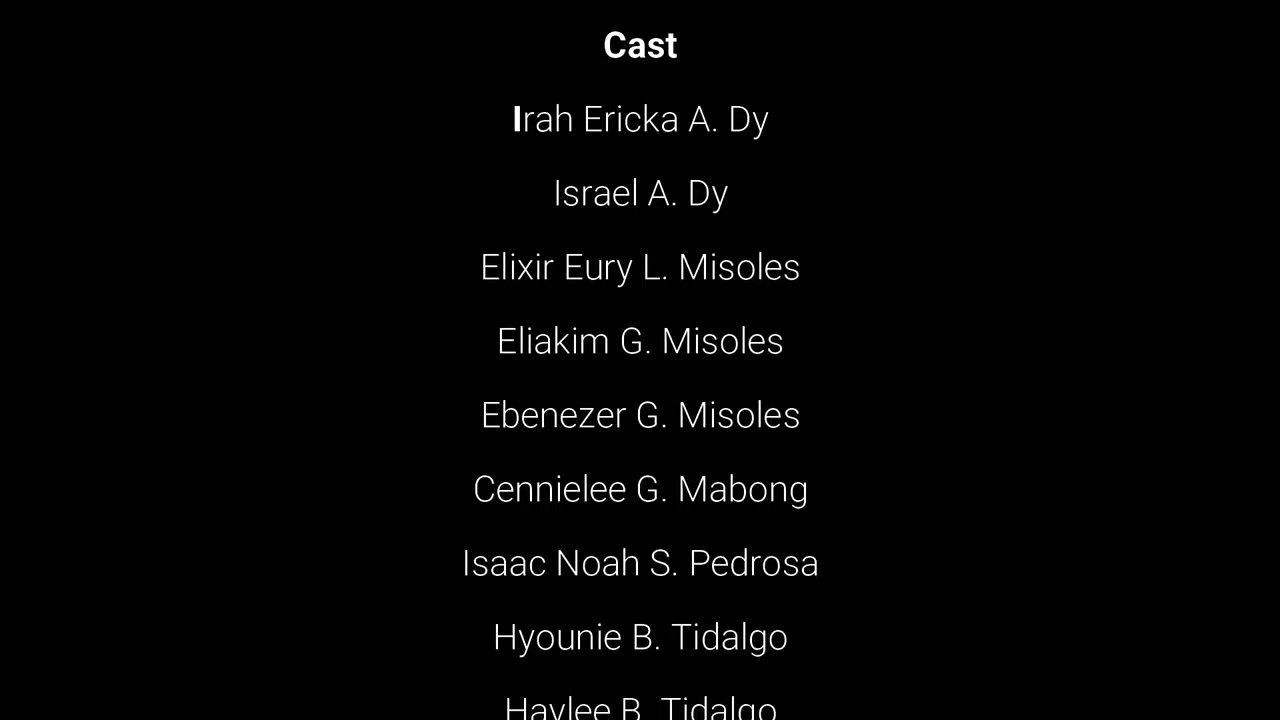 Cast
Irah Ericka A. Dy
Israel A. Dy
Elixir Eury L. Misoles
Eliakim G. Misoles
Ebenezer G. Misoles
Cennielee G. Mabong
Isaac Noah S. Pedrosa
Hyounie B. Tidalgo
Haylee B. Tidalgo